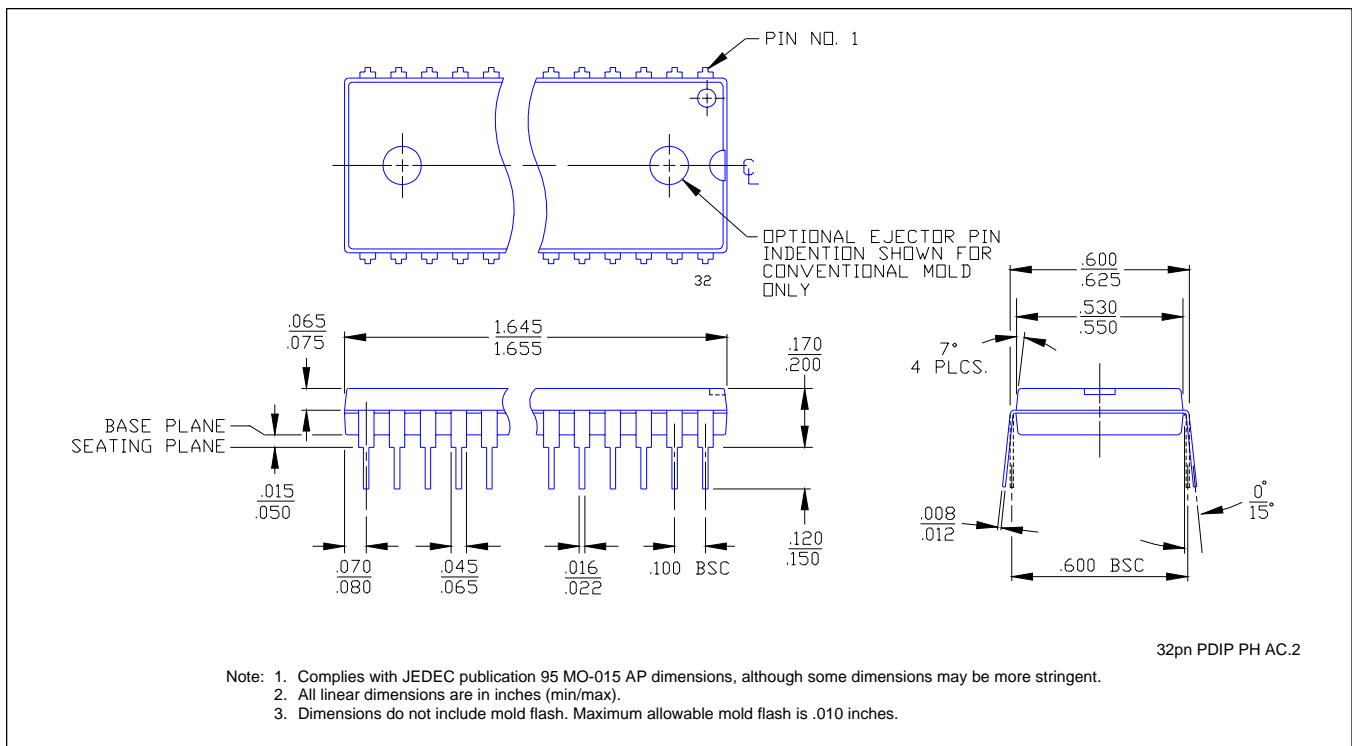 PIN NO. 1
℄
OPTIONAL EJECTOR PIN
INDENTION SHOWN FOR
CONVENTIONAL MOLD
ONLY
32
.600
.625
.530
.550
7°
4 PLCS.
.065
.075
1.645
1.655
.170
.200
BASE PLANE
SEATING PLANE
.015
.050
.070
.080
.045
.065
.016
.022
.100 BSC
.120
.150
.008
.012
0°
15°
.600 BSC
32pn PDIP PH AC.2
Note: 1. Complies with JEDEC publication 95 MO-015 AP dimensions, although some dimensions may be more stringent.
2. All linear dimensions are in inches (min/max).
3. Dimensions do not include mold flash. Maximum allowable mold flash is .010 inches.